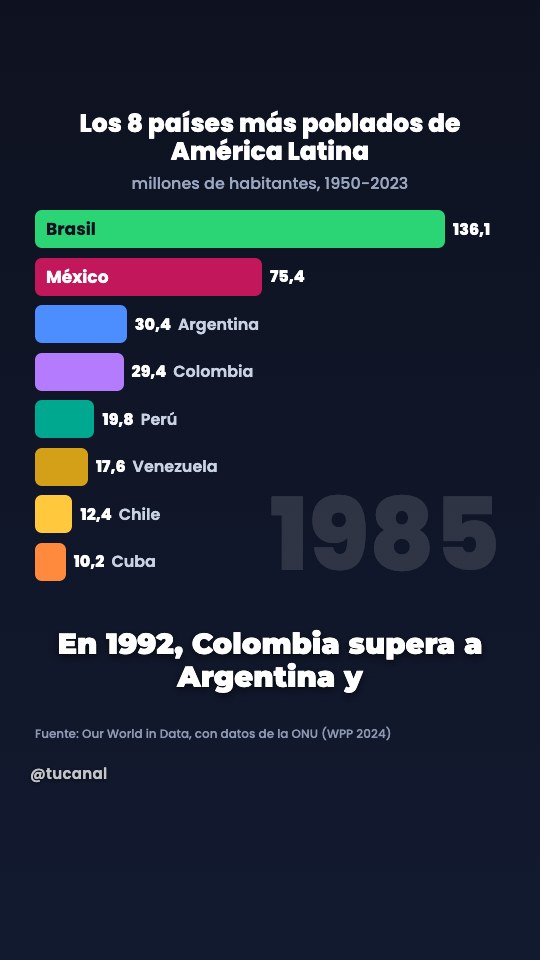 Los 8 países más poblados de
América Latina
millones de habitantes, 1950-2023
Brasil 136,1
México 75,4
30,4 Argentina
29,4 Colombia
19,8 Perú
17,6 Venezuela
12,4 Chile
10,2 Cuba
1985
En 1992, Colombia supera a
Argentina y
Fuente: Our World in Data, con datos de la ONU (WPP 2024)
@tucanal